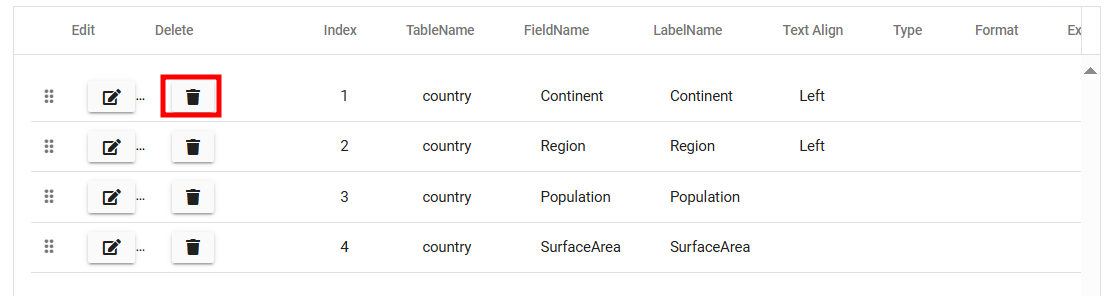 Edit Delete Index TableName FieldName LabelName Text Align Type Format Ex
... 1 country Continent Continent Left
... 2 country Region Region Left
... 3 country Population Population
... 4 country SurfaceArea SurfaceArea